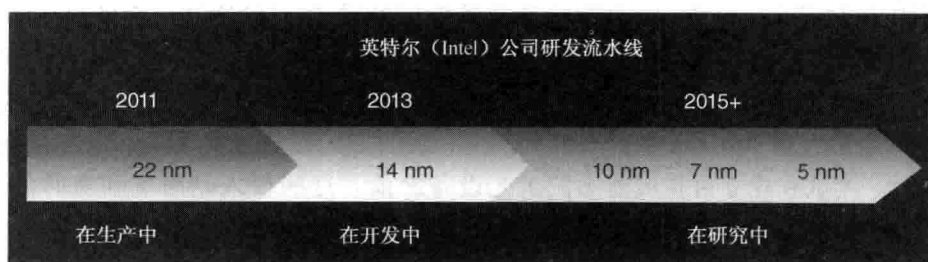 英特尔（Intel）公司研发流水线
2011 2013 2015+
22 nm 14 nm 10 nm 7 nm 5 nm
在生产中 在开发中 在研究中